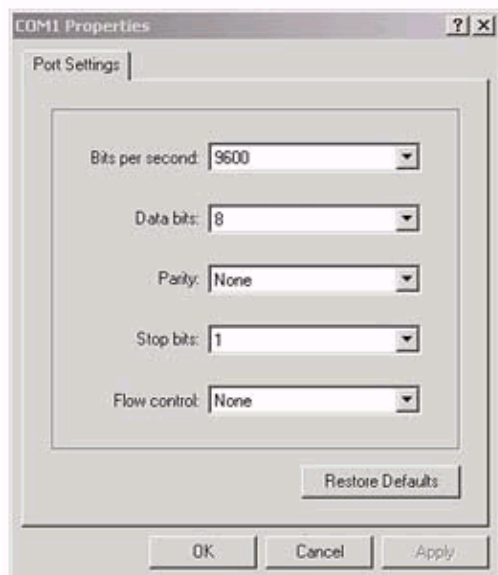 COM1 Properties
Port Settings
Bits per second: 9600
Data bits: 8
Parity: None
Stop bits: 1
Flow control: None
Restore Defaults
OK Cancel Apply